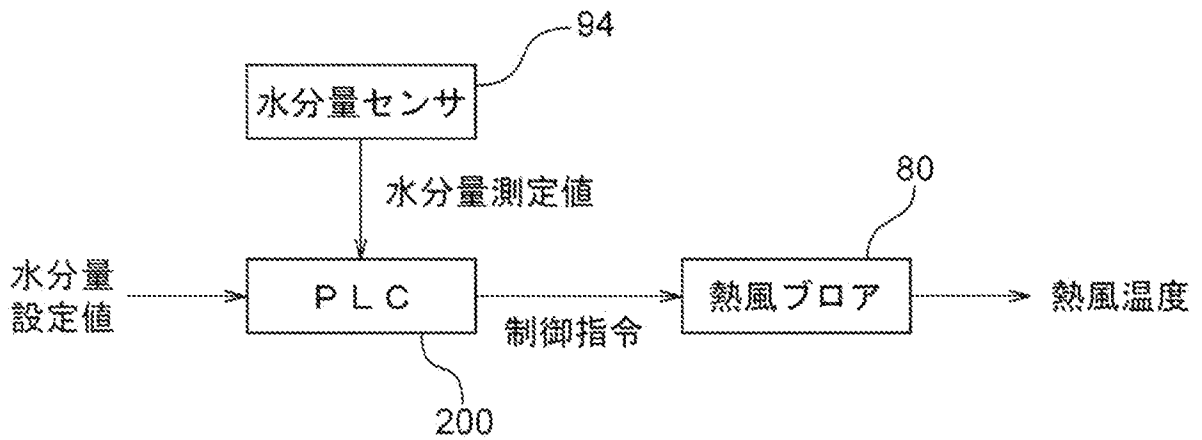 94
水分量センサ
水分量測定値
80
水分量
設定値
PLC
制御指令
熱風ブロア
熱風温度
200